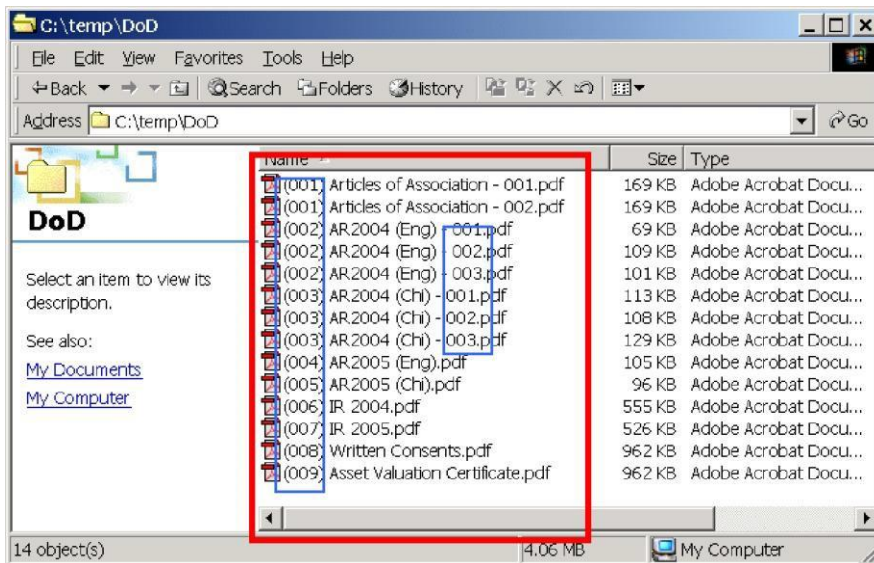 C:\temp\DoD
File Edit View Favorites Tools Help
Back Search Folders History
Address C:\temp\DoD Go
Name Size Type
(001) Articles of Association - 001.pdf 169 KB Adobe Acrobat Docu...
(001) Articles of Association - 002.pdf 169 KB Adobe Acrobat Docu...
(002) AR2004 (Eng) - 001.pdf 69 KB Adobe Acrobat Docu...
(002) AR2004 (Eng) - 002.pdf 109 KB Adobe Acrobat Docu...
(002) AR2004 (Eng) - 003.pdf 101 KB Adobe Acrobat Docu...
(003) AR2004 (Chi) - 001.pdf 113 KB Adobe Acrobat Docu...
(003) AR2004 (Chi) - 002.pdf 108 KB Adobe Acrobat Docu...
(003) AR2004 (Chi) - 003.pdf 129 KB Adobe Acrobat Docu...
(004) AR2005 (Eng).pdf 105 KB Adobe Acrobat Docu...
(005) AR2005 (Chi).pdf 96 KB Adobe Acrobat Docu...
(006) IR 2004.pdf 555 KB Adobe Acrobat Docu...
(007) IR 2005.pdf 526 KB Adobe Acrobat Docu...
(008) Written Consents.pdf 962 KB Adobe Acrobat Docu...
(009) Asset Valuation Certificate.pdf 962 KB Adobe Acrobat Docu...
DoD
Select an item to view its
description.
See also:
My Documents
My Computer
14 object(s) 4.06 MB My Computer